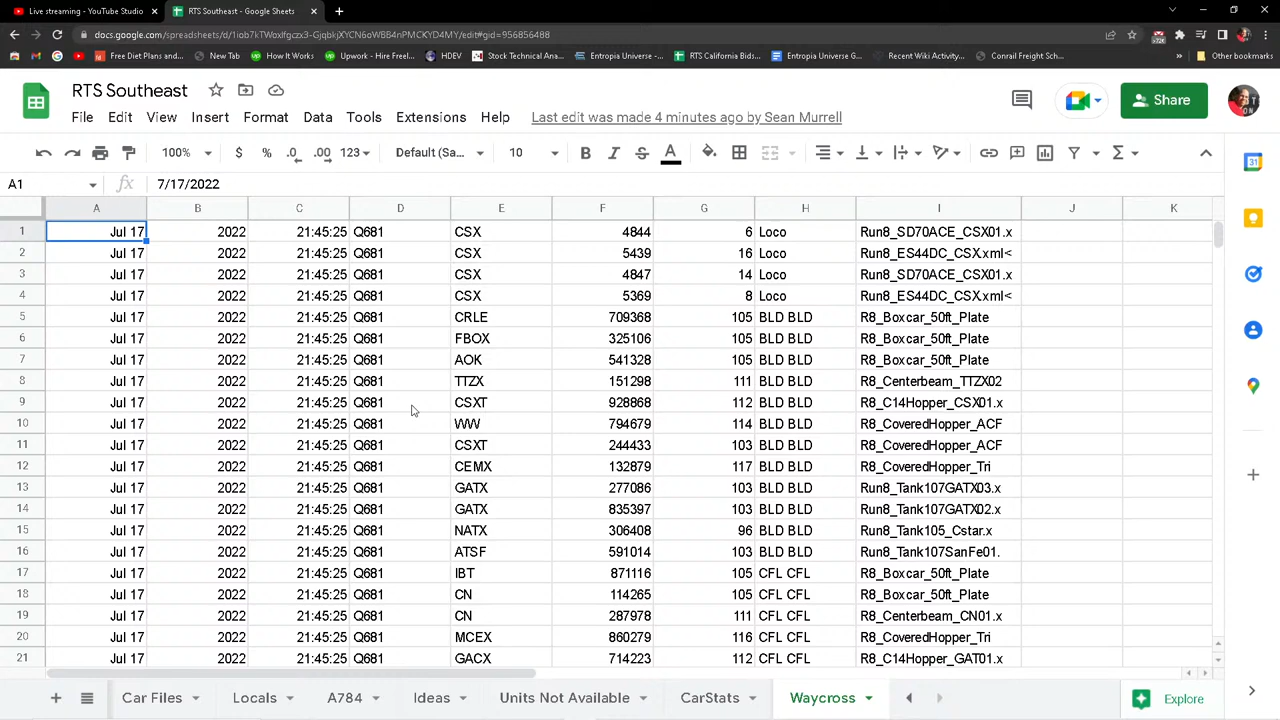 Live streaming - YouTube Studio
RTS Southeast - Google Sheets
docs.google.com/spreadsheets/d/1iob7kTWoxIfgczx3-GjqbkjXYCN6oWBB4nPMCKYD4MY/edit#gid=956856488
Free Diet Plans and...
New Tab
How It Works
Upwork - Hire Freel...
HDEV
Stock Technical Ana...
Entropia Universe -...
RTS California Bids...
Entropia Universe G...
Recent Wiki Activity...
Conrail Freight Sch...
Other bookmarks
RTS Southeast
Share
File Edit View Insert Format Data Tools Extensions Help Last edit was made 4 minutes ago by Sean Murrell
100% $ % .0 .00 123 Default (Sa... 10 B I S A
A1 fx 7/17/2022
A B C D E F G H I J K
1 Jul 17 2022 21:45:25 Q681 CSX 4844 6 Loco Run8_SD70ACE_CSX01.x
2 Jul 17 2022 21:45:25 Q681 CSX 5439 16 Loco Run8_ES44DC_CSX.xml<
3 Jul 17 2022 21:45:25 Q681 CSX 4847 14 Loco Run8_SD70ACE_CSX01.x
4 Jul 17 2022 21:45:25 Q681 CSX 5369 8 Loco Run8_ES44DC_CSX.xml<
5 Jul 17 2022 21:45:25 Q681 CRLE 709368 105 BLD BLD R8_Boxcar_50ft_Plate
6 Jul 17 2022 21:45:25 Q681 FBOX 325106 105 BLD BLD R8_Boxcar_50ft_Plate
7 Jul 17 2022 21:45:25 Q681 AOK 541328 105 BLD BLD R8_Boxcar_50ft_Plate
8 Jul 17 2022 21:45:25 Q681 TTZX 151298 111 BLD BLD R8_Centerbeam_TTZX02
9 Jul 17 2022 21:45:25 Q681 CSXT 928868 112 BLD BLD R8_C14Hopper_CSX01.x
10 Jul 17 2022 21:45:25 Q681 WW 794679 114 BLD BLD R8_CoveredHopper_ACF
11 Jul 17 2022 21:45:25 Q681 CSXT 244433 103 BLD BLD R8_CoveredHopper_ACF
12 Jul 17 2022 21:45:25 Q681 CEMX 132879 117 BLD BLD R8_CoveredHopper_Tri
13 Jul 17 2022 21:45:25 Q681 GATX 277086 103 BLD BLD Run8_Tank107GATX03.x
14 Jul 17 2022 21:45:25 Q681 GATX 835397 103 BLD BLD Run8_Tank107GATX02.x
15 Jul 17 2022 21:45:25 Q681 NATX 306408 96 BLD BLD Run8_Tank105_Cstar.x
16 Jul 17 2022 21:45:25 Q681 ATSF 591014 103 BLD BLD Run8_Tank107SanFe01.
17 Jul 17 2022 21:45:25 Q681 IBT 871116 105 CFL CFL R8_Boxcar_50ft_Plate
18 Jul 17 2022 21:45:25 Q681 CN 114265 105 CFL CFL R8_Boxcar_50ft_Plate
19 Jul 17 2022 21:45:25 Q681 CN 287978 111 CFL CFL R8_Centerbeam_CN01.x
20 Jul 17 2022 21:45:25 Q681 MCEX 860279 116 CFL CFL R8_CoveredHopper_Tri
21 Jul 17 2022 21:45:25 Q681 GACX 714223 112 CFL CFL R8_C14Hopper_GAT01.x
Car Files Locals A784 Ideas Units Not Available CarStats Waycross Explore